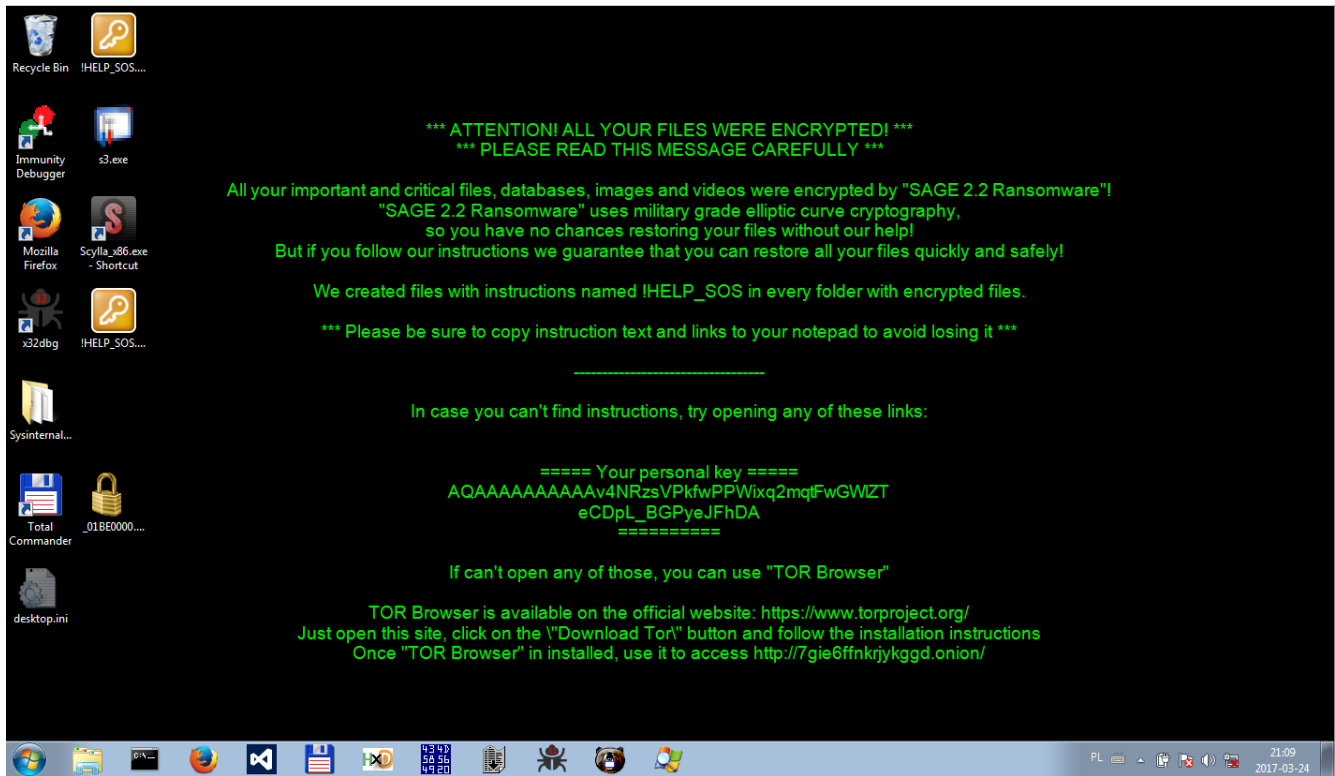 Recycle Bin
!HELP_SOS....
Immunity
Debugger
s3.exe
Mozilla
Firefox
Scylla_x86.exe
- Shortcut
x32dbg
!HELP_SOS....
Sysinternal...
Total
Commander
_01BE0000....
desktop.ini
*** ATTENTION! ALL YOUR FILES WERE ENCRYPTED! ***
*** PLEASE READ THIS MESSAGE CAREFULLY ***
All your important and critical files, databases, images and videos were encrypted by "SAGE 2.2 Ransomware"!
"SAGE 2.2 Ransomware" uses military grade elliptic curve cryptography,
so you have no chances restoring your files without our help!
But if you follow our instructions we guarantee that you can restore all your files quickly and safely!
We created files with instructions named !HELP_SOS in every folder with encrypted files.
*** Please be sure to copy instruction text and links to your notepad to avoid losing it ***
----------------------------------
In case you can't find instructions, try opening any of these links:
===== Your personal key =====
AQAAAAAAAAAAv4NRzsVPkfwPPWixq2mqtFwGWlZT
eCDpL_BGPyeJFhDA
==========
If can't open any of those, you can use "TOR Browser"
TOR Browser is available on the official website: https://www.torproject.org/
Just open this site, click on the \"Download Tor\" button and follow the installation instructions
Once "TOR Browser" in installed, use it to access http://7gie6ffnkrjykggd.onion/
C:\_
HXD
434D
5A56
4920
PL
21:09
2017-03-24